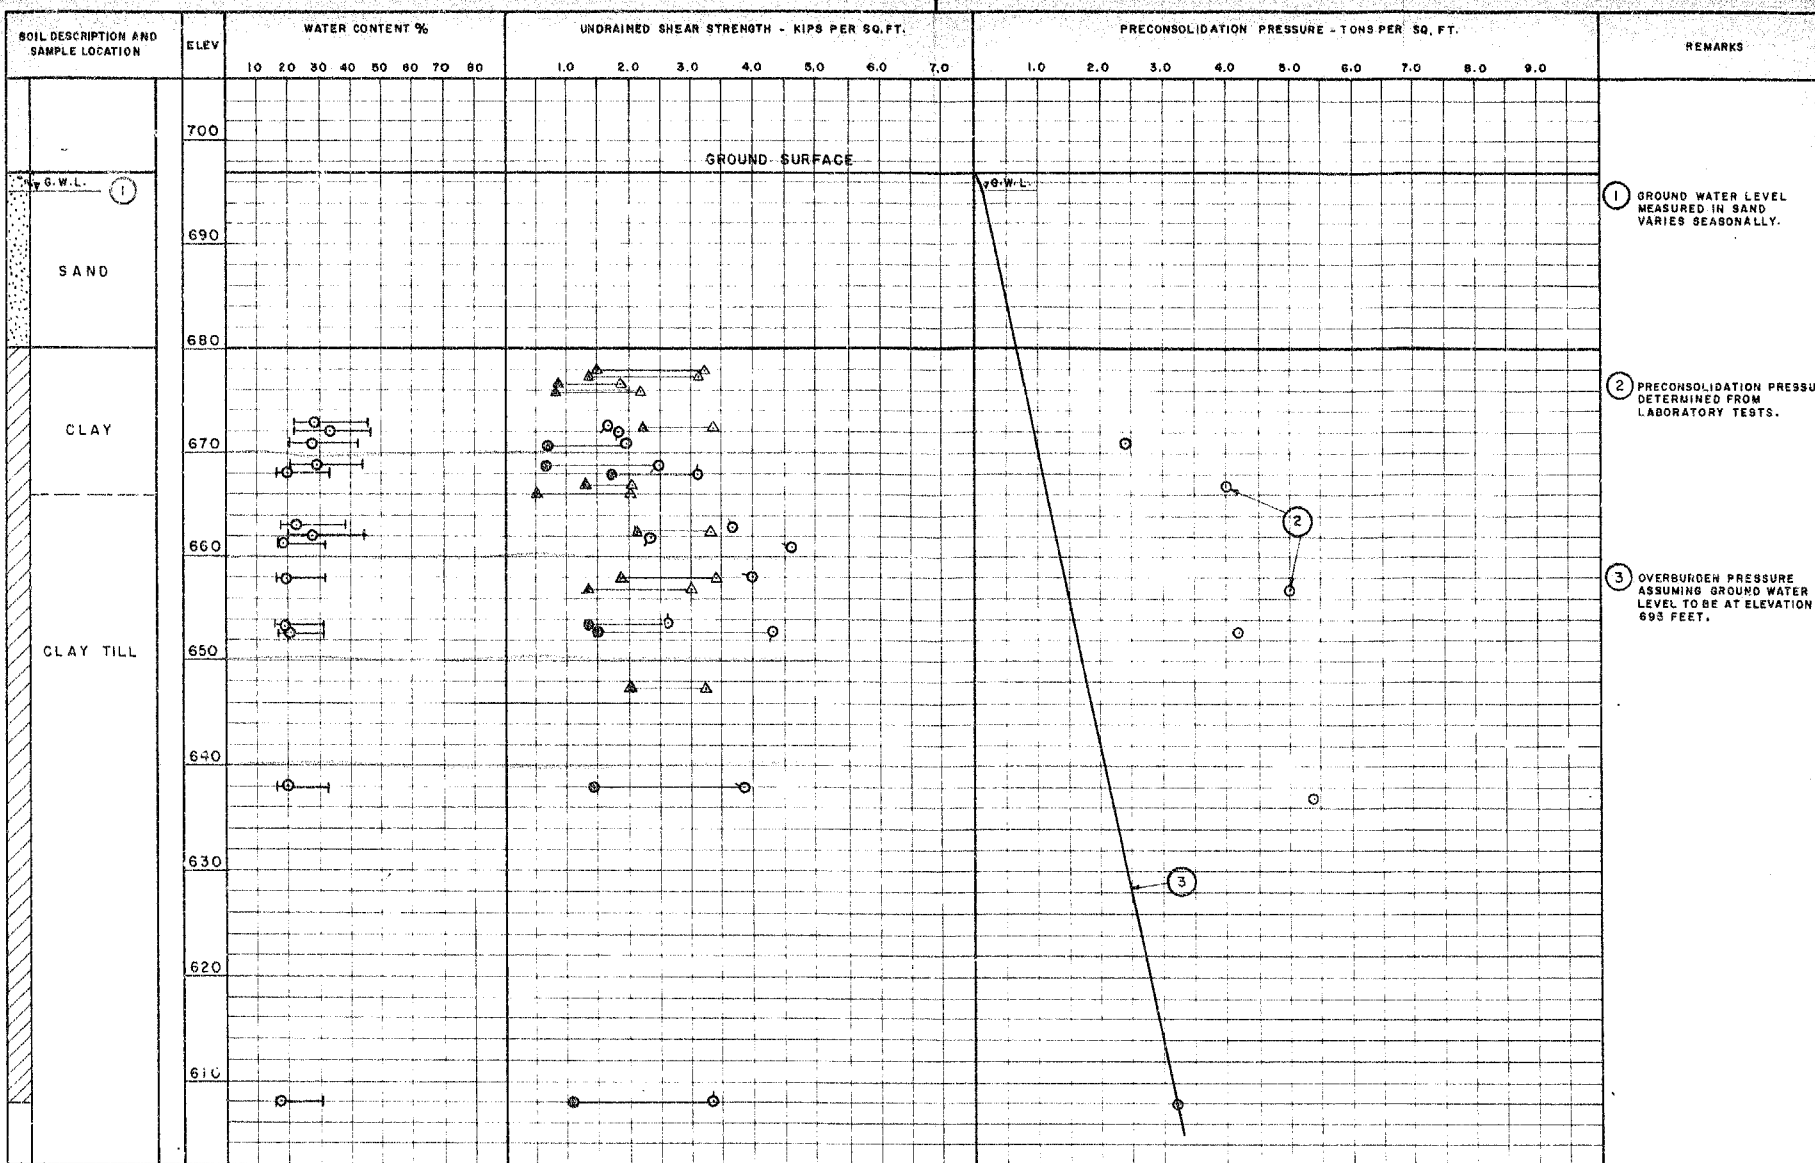 SOIL DESCRIPTION AND
SAMPLE LOCATION
ELEV
WATER CONTENT %
10 20 30 40 50 60 70 80
UNDRAINED SHEAR STRENGTH - KIPS PER SQ.FT.
1.0 2.0 3.0 4.0 5.0 6.0 7.0
PRECONSOLIDATION PRESSURE - TONS PER SQ. FT.
1.0 2.0 3.0 4.0 5.0 6.0 7.0 8.0 9.0
REMARKS
700
GROUND SURFACE
G.W.L. 1
G.W.L.
1 GROUND WATER LEVEL
MEASURED IN SAND
VARIES SEASONALLY.
690
SAND
680
2 PRECONSOLIDATION PRESSU
DETERMINED FROM
LABORATORY TESTS.
CLAY
670
2
660
3 OVERBURDEN PRESSURE
ASSUMING GROUND WATER
LEVEL TO BE AT ELEVATION
FEET.
CLAY TILL
650
640
630
3
620
610